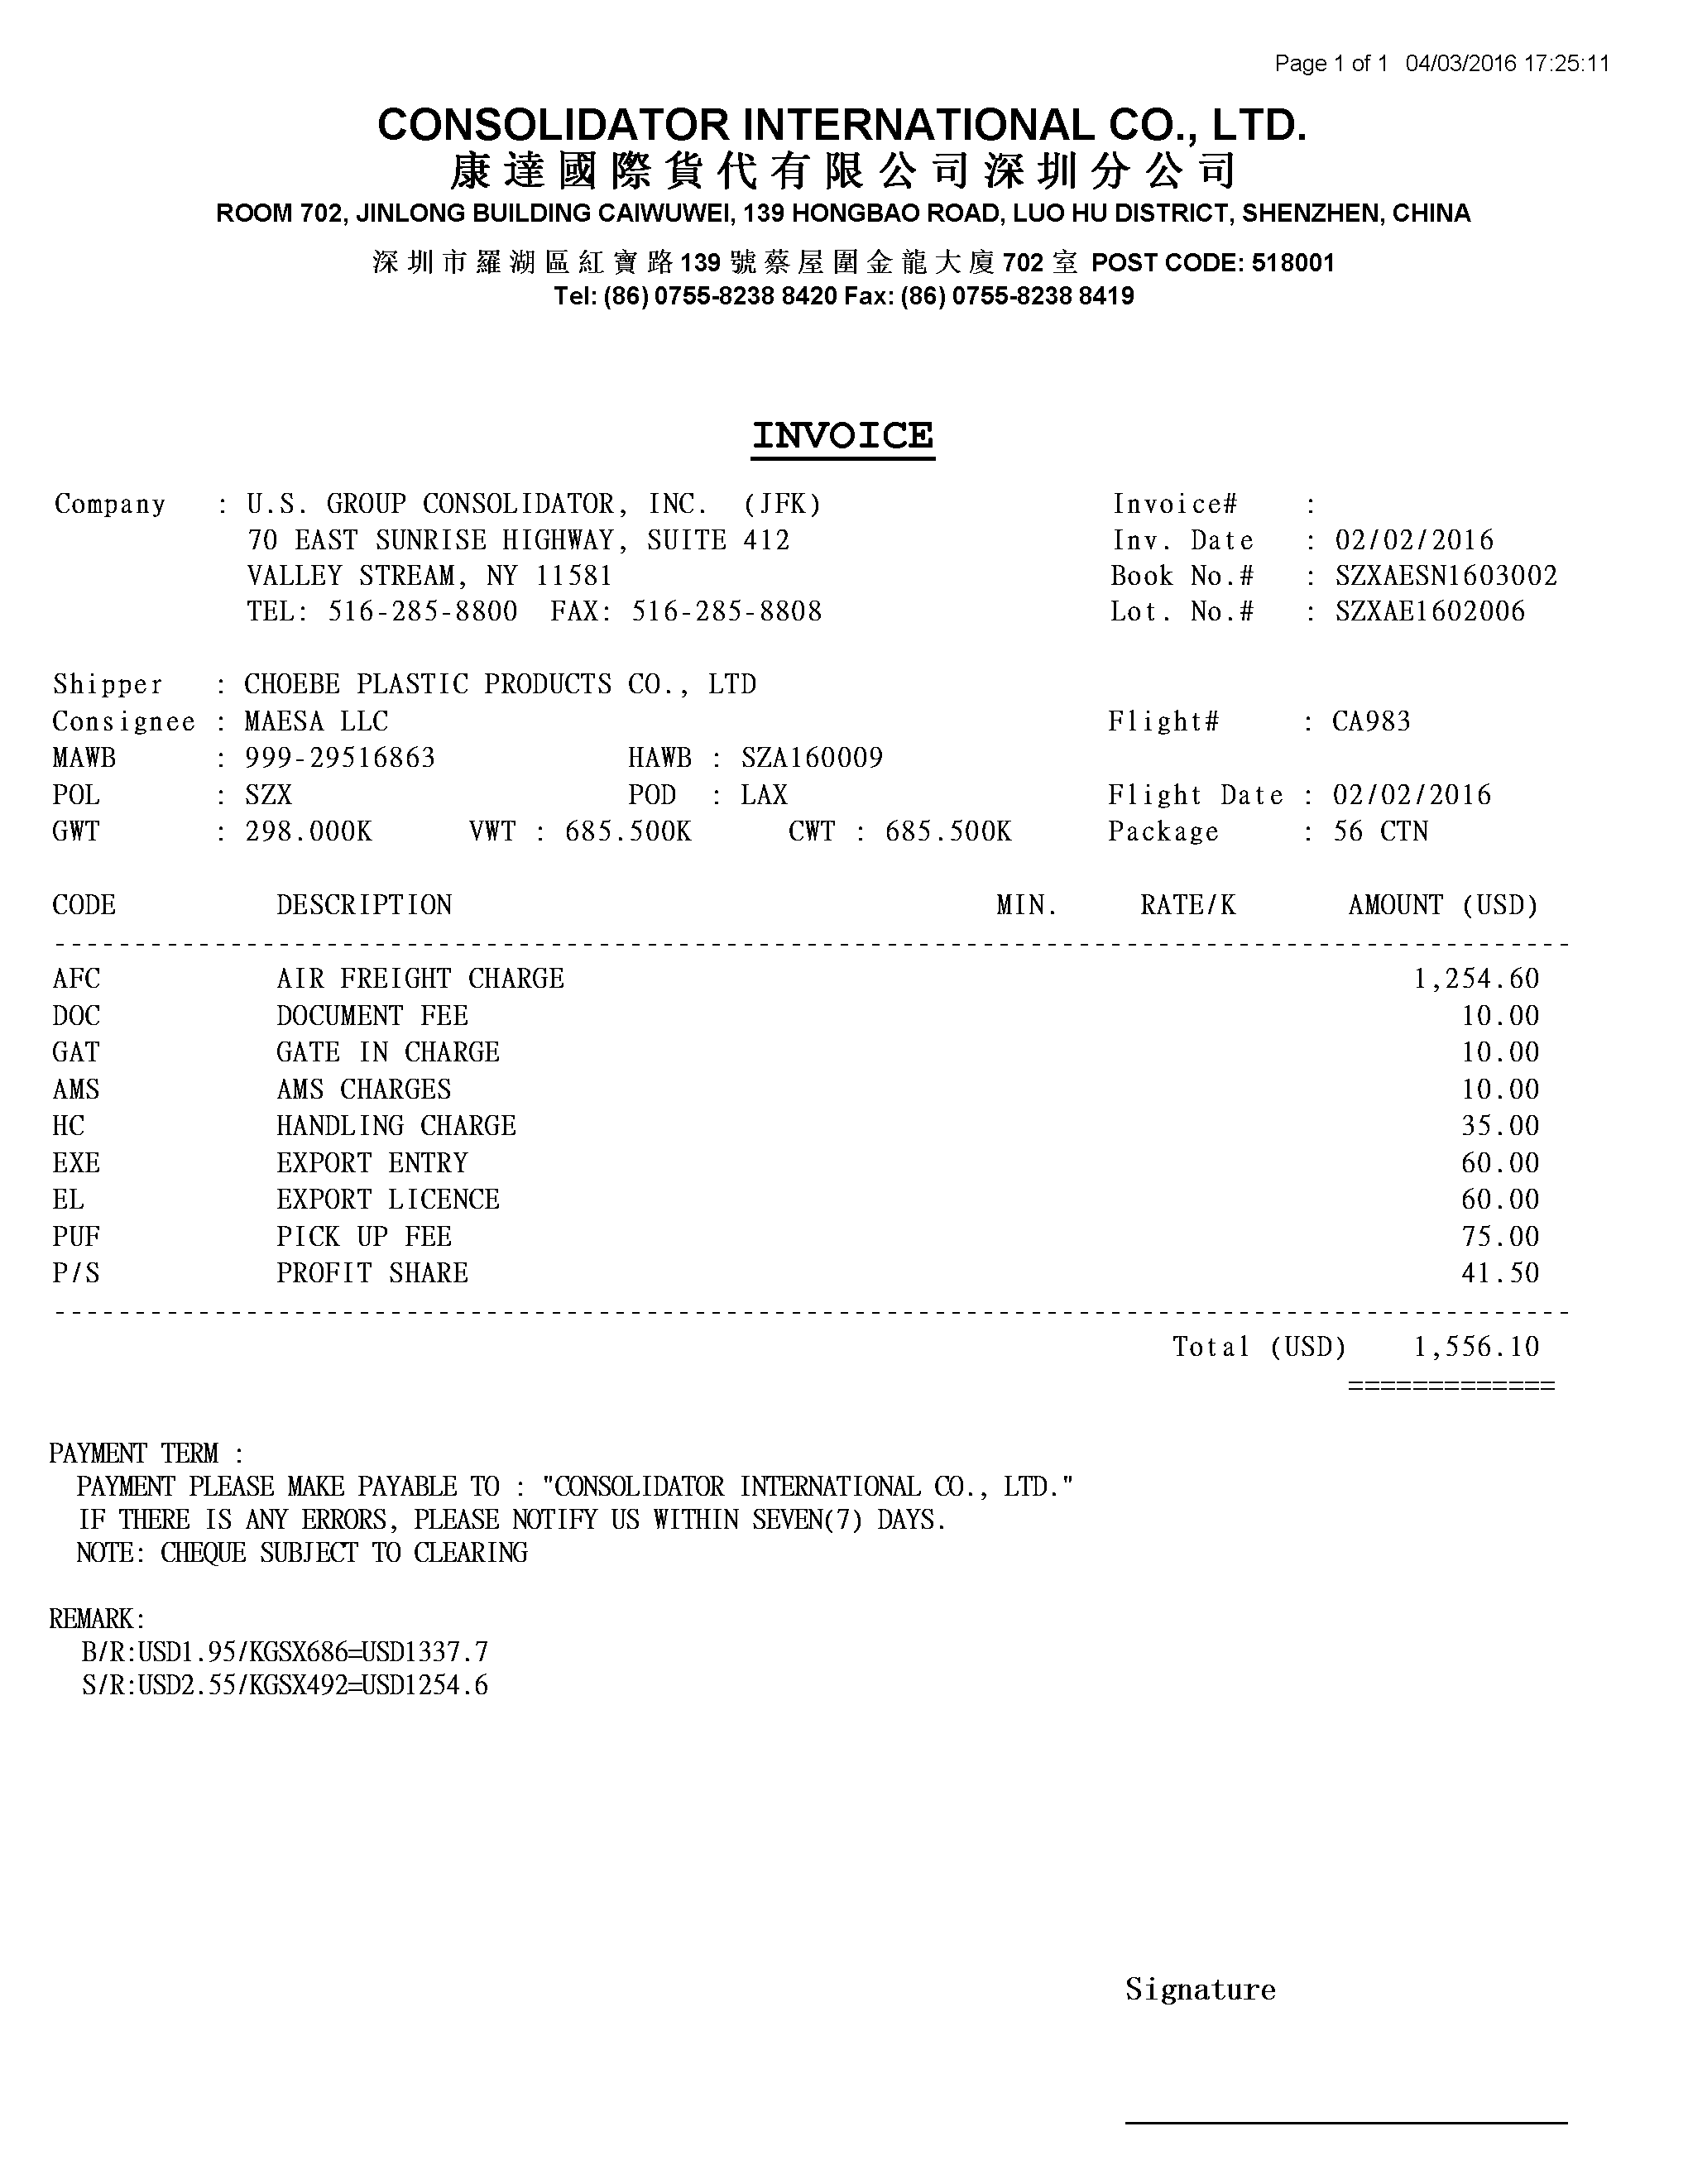 Page 1 of 1 04/03/2016 17:25:11
CONSOLIDATOR INTERNATIONAL CO., LTD.
康達國際貨代有限公司深圳分公司
ROOM 702, JINLONG BUILDING CAIWUWEI, 139 HONGBAO ROAD, LUO HU DISTRICT, SHENZHEN, CHINA
深圳市羅湖區紅寶路139號蔡屋圍金龍大廈702室 POST CODE: 518001
Tel: (86) 0755-8238 8420 Fax: (86) 0755-8238 8419
INVOICE
Company : U.S. GROUP CONSOLIDATOR, INC. (JFK) Invoice# :
70 EAST SUNRISE HIGHWAY, SUITE 412 Inv. Date : 02/02/2016
VALLEY STREAM, NY 11581 Book No.# : SZXAESN1603002
TEL: 516-285-8800 FAX: 516-285-8808 Lot. No.# : SZXAE1602006
Shipper : CHOEBE PLASTIC PRODUCTS CO., LTD
Consignee : MAESA LLC Flight# : CA983
MAWB : 999-29516863 HAWB : SZA160009
POL : SZX POD : LAX Flight Date : 02/02/2016
GWT : 298.000K VWT : 685.500K CWT : 685.500K Package : 56 CTN
CODE DESCRIPTION MIN. RATE/K AMOUNT (USD)
AFC AIR FREIGHT CHARGE 1,254.60
DOC DOCUMENT FEE 10.00
GAT GATE IN CHARGE 10.00
AMS AMS CHARGES 10.00
HC HANDLING CHARGE 35.00
EXE EXPORT ENTRY 60.00
EL EXPORT LICENCE 60.00
PUF PICK UP FEE 75.00
P/S PROFIT SHARE 41.50
Total (USD) 1,556.10
=============
PAYMENT TERM :
PAYMENT PLEASE MAKE PAYABLE TO : "CONSOLIDATOR INTERNATIONAL CO., LTD."
IF THERE IS ANY ERRORS, PLEASE NOTIFY US WITHIN SEVEN(7) DAYS.
NOTE: CHEQUE SUBJECT TO CLEARING
REMARK:
B/R:USD1.95/KGSX686=USD1337.7
S/R:USD2.55/KGSX492=USD1254.6
Signature